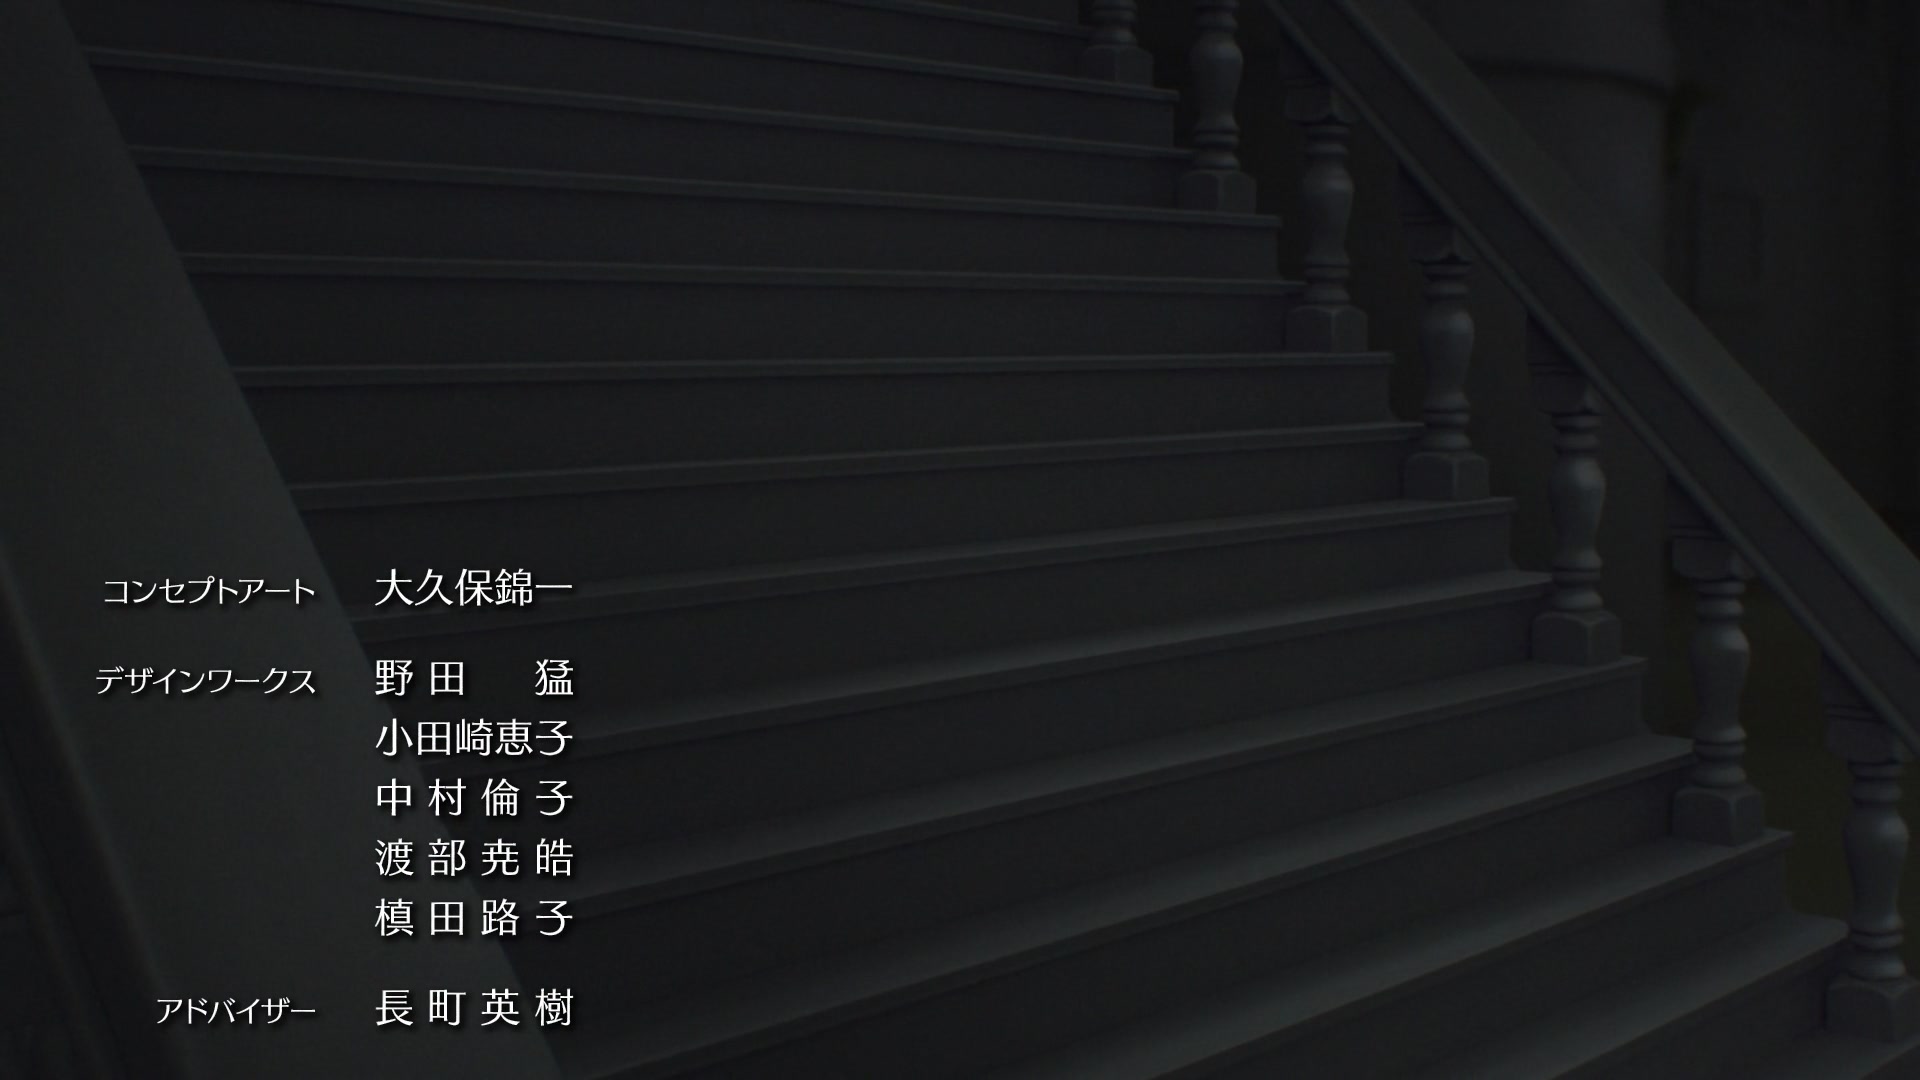 コンセプトアート 大久保錦一
デザインワークス 野田 猛
小田崎恵子
中村倫子
渡部尭皓
槙田路子
アドバイザー 長町英樹